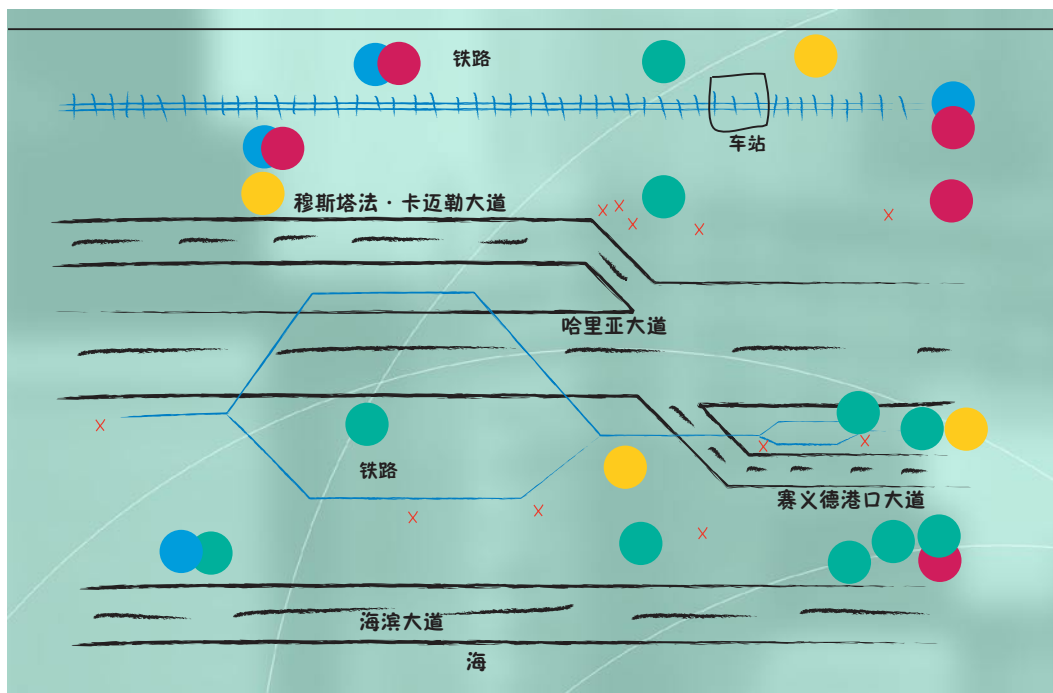 铁路
车站
穆斯塔法·卡迈勒大道
哈里亚大道
铁路
赛义德港口大道
海滨大道
海